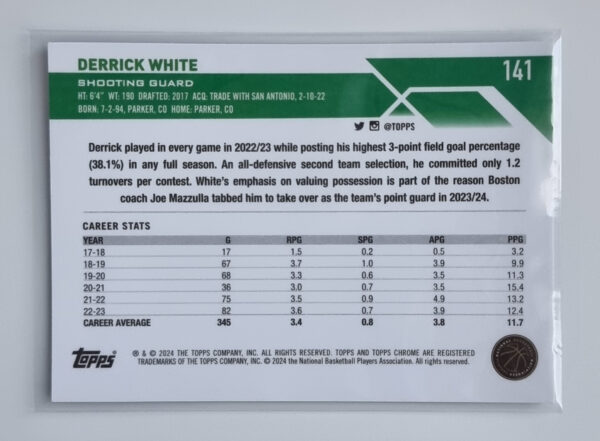 DERRICK WHITE
141
SHOOTING GUARD
HT: 6'4" WT: 190 DRAFTED: 2017 ACQ: TRADE WITH SAN ANTONIO, 2-10-22
BORN: 7-2-94, PARKER, CO HOME: PARKER, CO
@TOPPS
Derrick played in every game in 2022/23 while posting his highest 3-point field goal percentage
(38.1%) in any full season. An all-defensive second team selection, he committed only 1.2
turnovers per contest. White's emphasis on valuing possession is part of the reason Boston
coach Joe Mazzulla tabbed him to take over as the team's point guard in 2023/24.
CAREER STATS
YEAR G RPG SPG APG PPG
17-18 17 1.5 0.2 0.5 3.2
18-19 67 3.7 1.0 3.9 9.9
19-20 68 3.3 0.6 3.5 11.3
20-21 36 3.0 0.7 3.5 15.4
21-22 75 3.5 0.9 4.9 13.2
22-23 82 3.6 0.7 3.9 12.4
CAREER AVERAGE 345 3.4 0.8 3.8 11.7
Topps
® & © 2024 THE TOPPS COMPANY, INC. ALL RIGHTS RESERVED. TOPPS AND TOPPS CHROME ARE REGISTERED
TRADEMARKS OF THE TOPPS COMPANY, INC. © 2024 the National Basketball Players Association. All rights reserved.